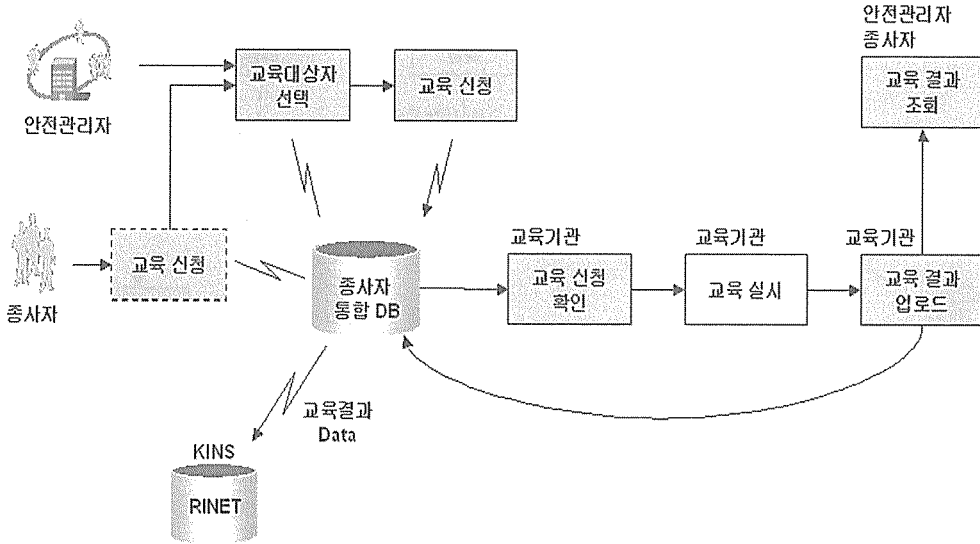 안전관리자
종사자
교육대상자
선택
교육 신청
교육 결과
조회
안전관리자
교육 신청
종사자
종사자
통합 DB
교육기관
교육 신청
확인
교육기관
교육 실시
교육기관
교육 결과
업로드
교육결과
Data
KINS
RINET